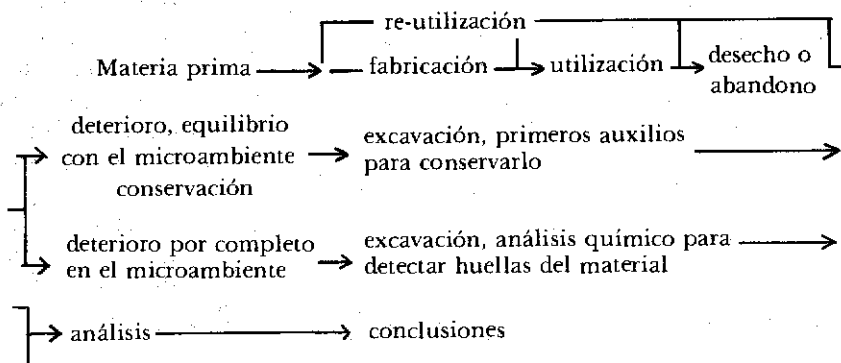 re-utilización
Materia prima fabricación utilización desecho o
abandono
deterioro, equilibrio
con el microambiente
conservación
excavación, primeros auxilios
para conservarlo
deterioro por completo
en el microambiente
excavación, análisis químico para
detectar huellas del material
análisis conclusiones